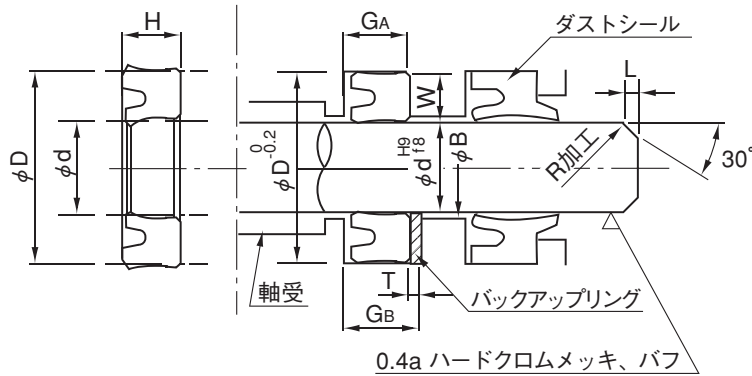 H
GA
ダストシール
L
W
φD
φd
φD 0 -0.2
φd H9 f8
φB
R加工
30°
T
軸受
GB
バックアップリング
0.4a ハードクロムメッキ、バフ